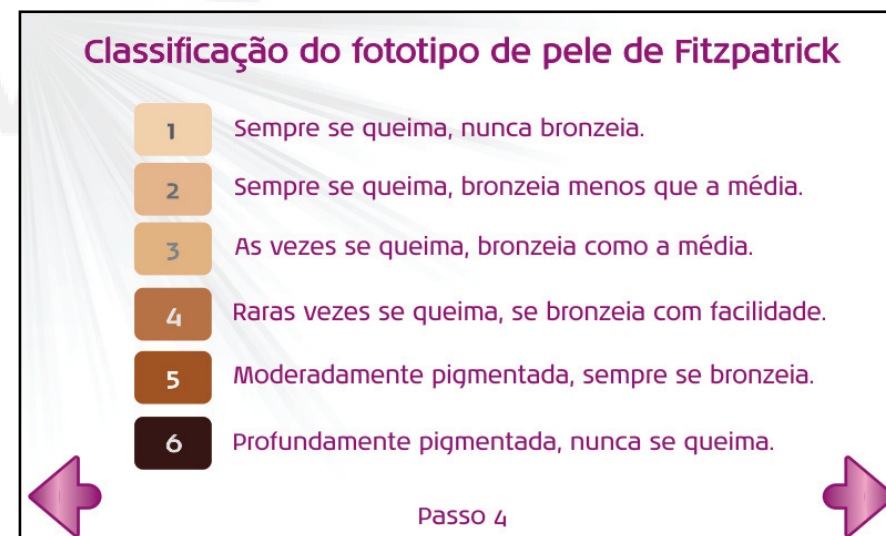 Classificação do fototipo de pele de Fitzpatrick
1 Sempre se queima, nunca bronzeia.
2 Sempre se queima, bronzeia menos que a média.
3 As vezes se queima, bronzeia como a média.
4 Raras vezes se queima, se bronzeia com facilidade.
5 Moderadamente pigmentada, sempre se bronzeia.
6 Profundamente pigmentada, nunca se queima.
Passo 4